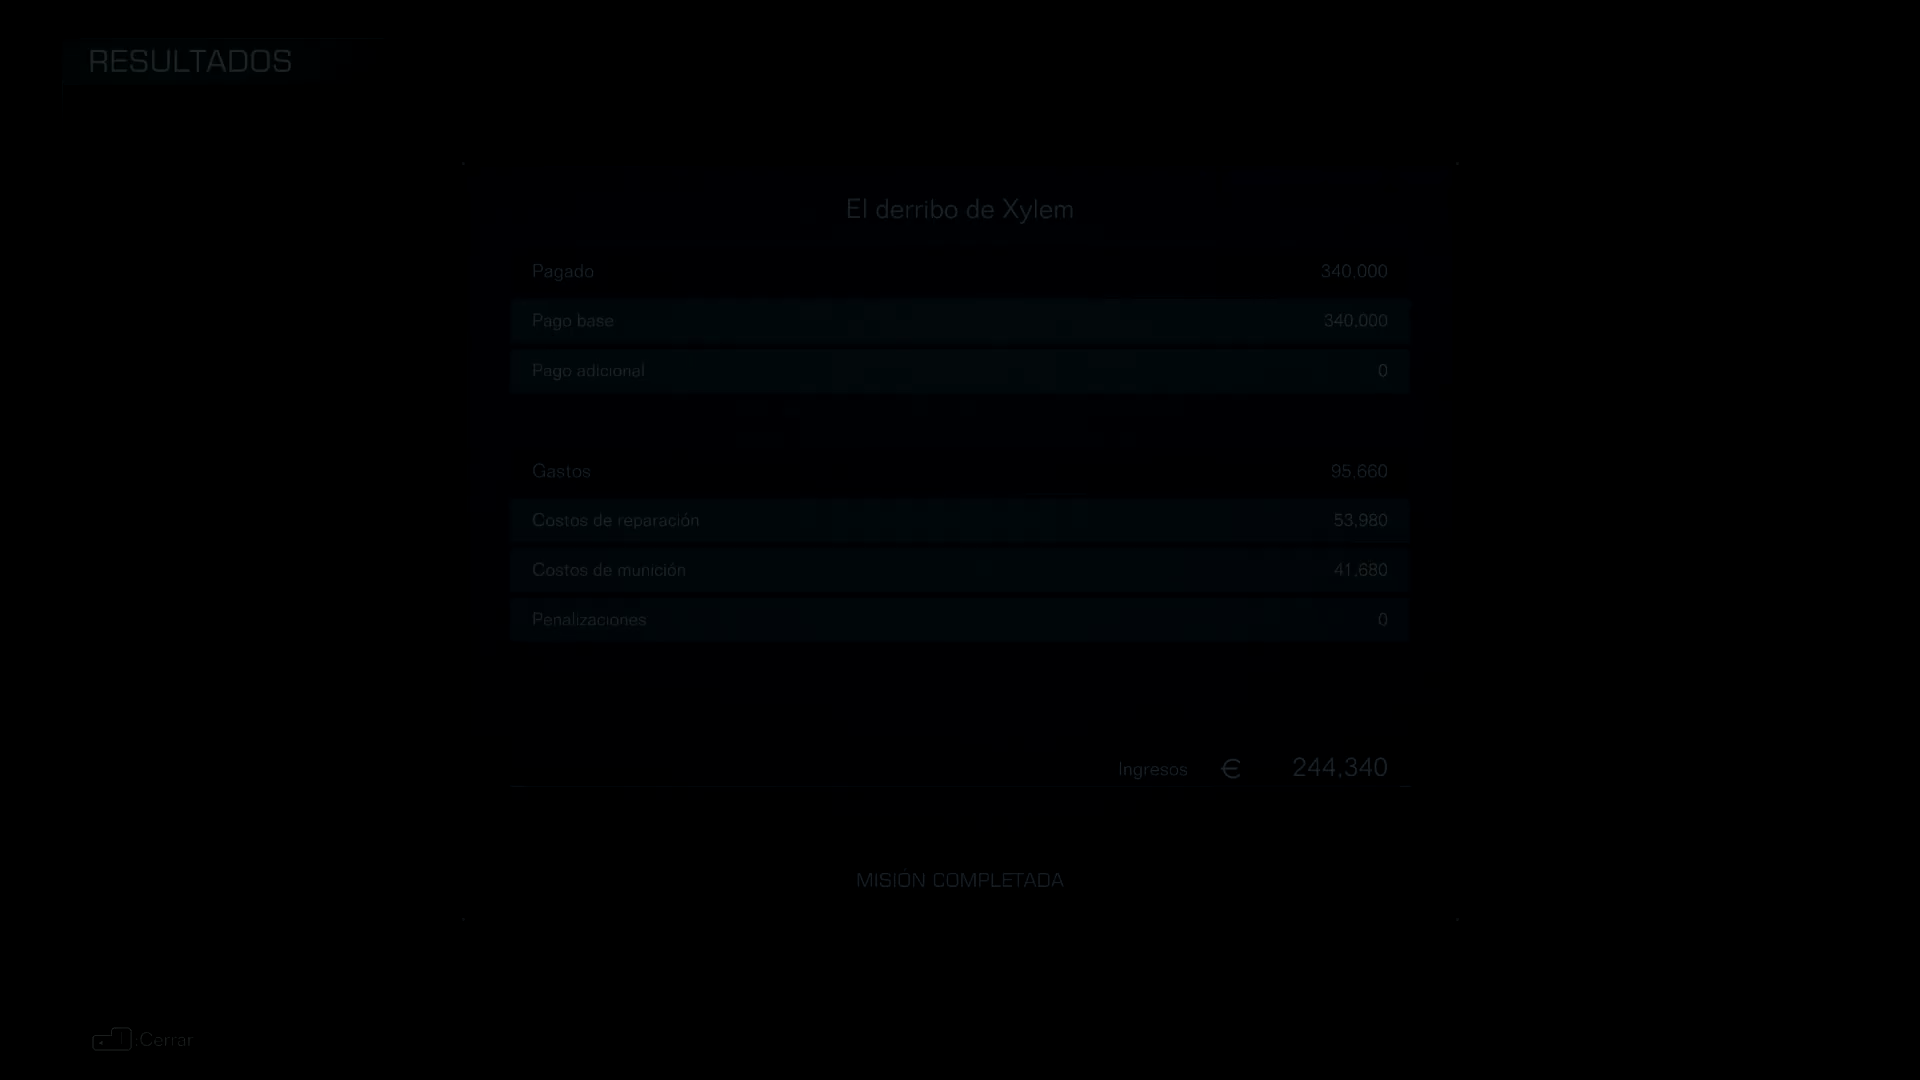 RESULTADOS
El derribo de Xylem
Pagado 340,000
Pago base 340,000
Pago adicional 0
Gastos 95,660
Costos de reparación 53,980
Costos de munición 41,680
Penalizaciones 0
Ingresos 244,340
MISIÓN COMPLETADA
:Cerrar